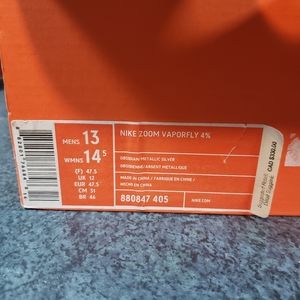 MENS 13
WMNS 14.5
(F) 47.5
UK 12
EUR 47.5
CM 31
BR 46
NIKE ZOOM VAPORFLY 4%
OBSIDIAN/METALLIC SILVER
OBSIDIENNE/ARGENT METALLIQUE
MADE IN CHINA / FABRIQUE EN CHINE /
HECHO EN CHINA
880847 405
NIKE.COM
CAD $330.00
Suggested Retail